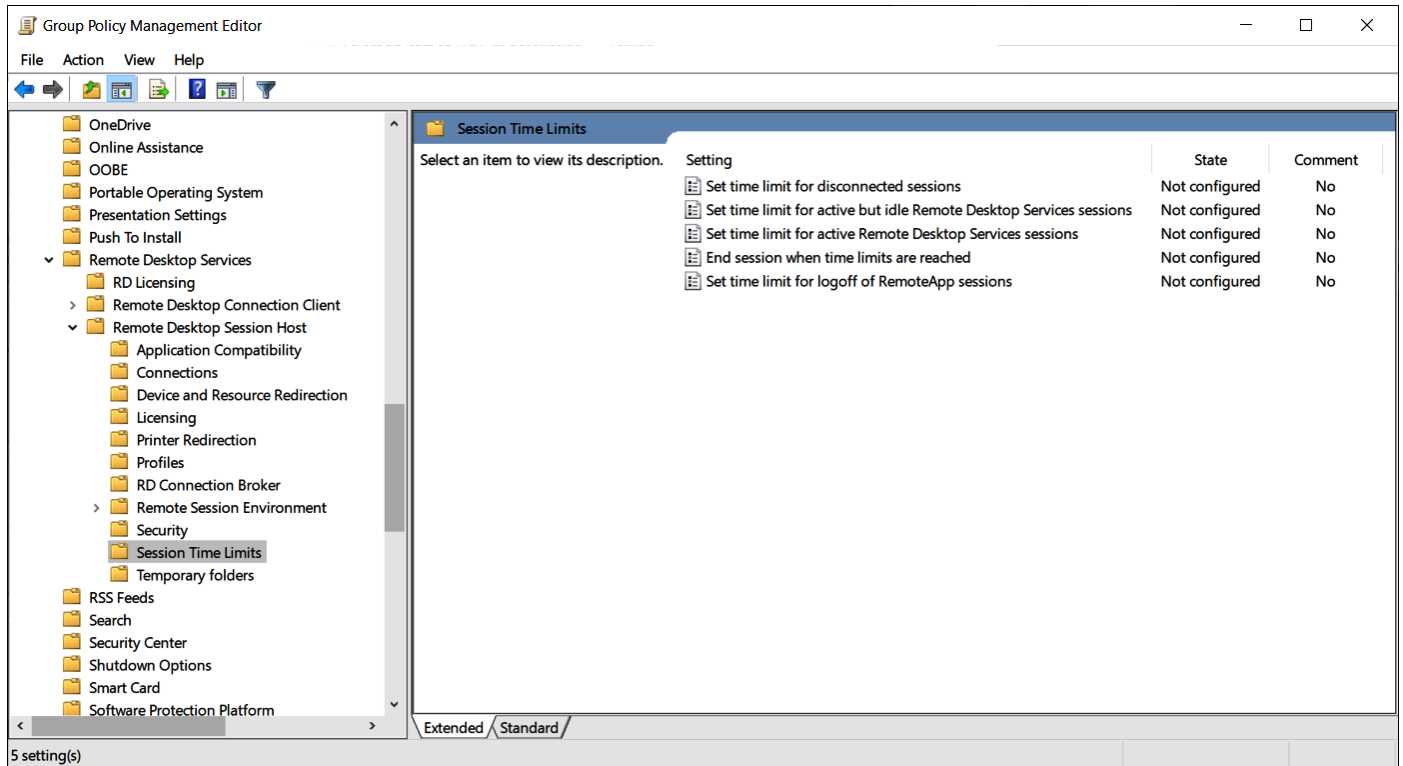 Group Policy Management Editor
File Action View Help
OneDrive
Online Assistance
OOBE
Portable Operating System
Presentation Settings
Push To Install
Remote Desktop Services
RD Licensing
Remote Desktop Connection Client
Remote Desktop Session Host
Application Compatibility
Connections
Device and Resource Redirection
Licensing
Printer Redirection
Profiles
RD Connection Broker
Remote Session Environment
Security
Session Time Limits
Temporary folders
RSS Feeds
Search
Security Center
Shutdown Options
Smart Card
Software Protection Platform
Session Time Limits
Select an item to view its description.
Setting State Comment
Set time limit for disconnected sessions Not configured No
Set time limit for active but idle Remote Desktop Services sessions Not configured No
Set time limit for active Remote Desktop Services sessions Not configured No
End session when time limits are reached Not configured No
Set time limit for logoff of RemoteApp sessions Not configured No
Extended Standard
5 setting(s)